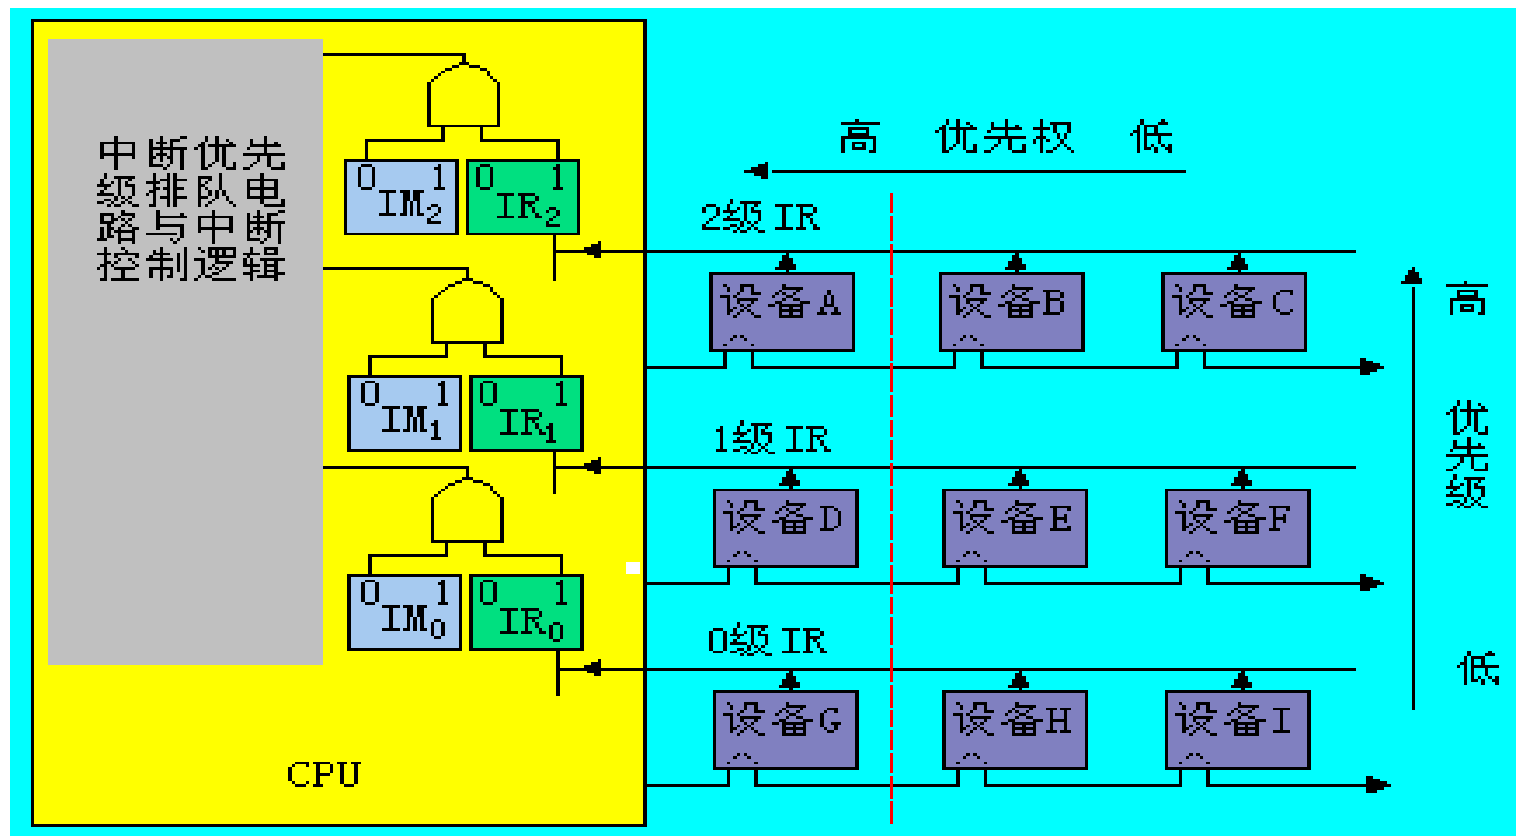 中断优先
级排队电
路与中断
控制逻辑
0 1
IM2
0 1
IR2
高 优先权 低
2级 IR
设备A
设备B
设备C
高
优
先
级
低
0 1
IM1
0 1
IR1
1级 IR
设备D
设备E
设备F
0 1
IM0
0 1
IR0
0级 IR
设备G
设备H
设备I
CPU